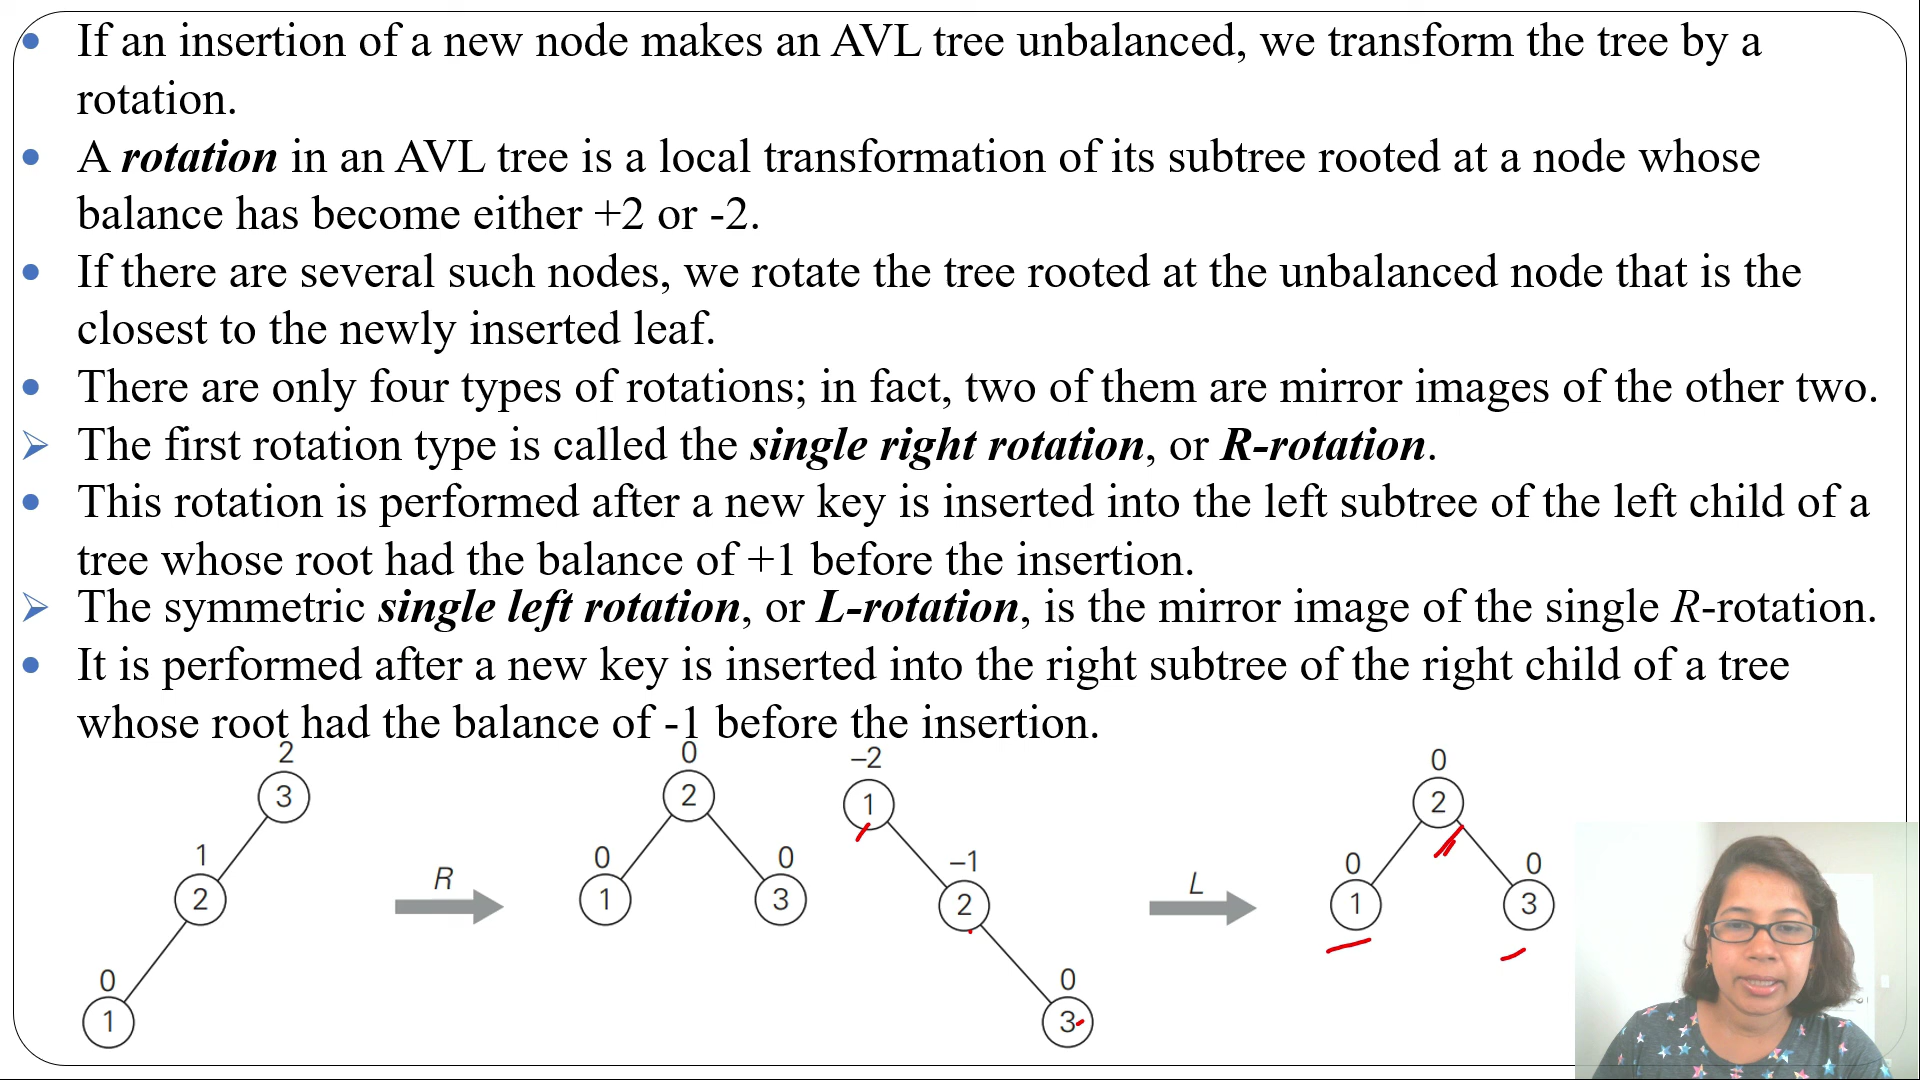 • If an insertion of a new node makes an AVL tree unbalanced, we transform the tree by a
rotation.
• A rotation in an AVL tree is a local transformation of its subtree rooted at a node whose
balance has become either +2 or -2.
• If there are several such nodes, we rotate the tree rooted at the unbalanced node that is the
closest to the newly inserted leaf.
• There are only four types of rotations; in fact, two of them are mirror images of the other two.
➢ The first rotation type is called the single right rotation, or R-rotation.
• This rotation is performed after a new key is inserted into the left subtree of the left child of a
tree whose root had the balance of +1 before the insertion.
➢ The symmetric single left rotation, or L-rotation, is the mirror image of the single R-rotation.
• It is performed after a new key is inserted into the right subtree of the right child of a tree
whose root had the balance of -1 before the insertion.
2
3
1
2
0
1
R
0
2
0
0
1
3
–2
1
–1
2
0
3
L
0
2
0
0
1
3